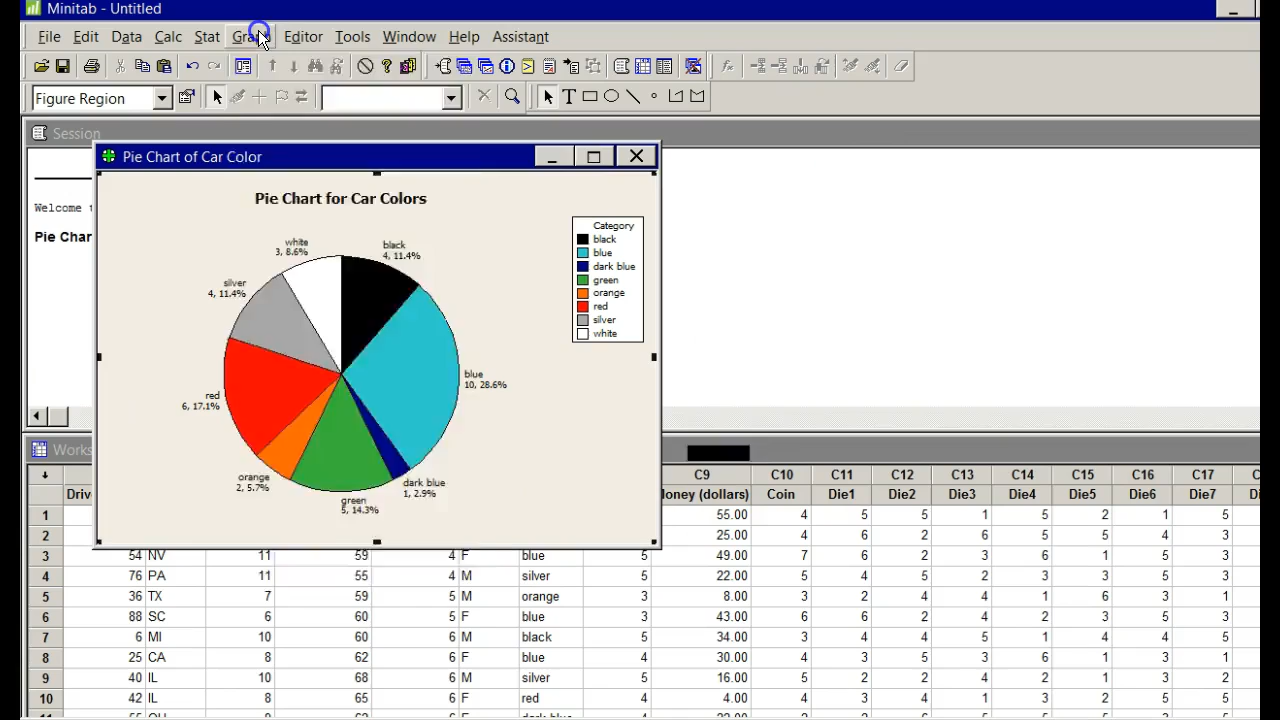 Minitab - Untitled
File Edit Data Calc Stat Editor Tools Window Help Assistant
Figure Region
Session
Pie Chart of Car Color
Welcome
Pie Char
Pie Chart for Car Colors
Category
black
blue
dark blue
green
orange
red
silver
white
white
3, 8.6%
black
4, 11.4%
silver
4, 11.4%
blue
10, 28.6%
red
6, 17.1%
orange
2, 5.7%
dark blue
1, 2.9%
green
5, 14.3%
Works
C9 C10 C11 C12 C13 C14 C15 C16 C17 C
Drive loney (dollars) Coin Die1 Die2 Die3 Die4 Die5 Die6 Die7 D
1 55.00 4 5 5 1 5 2 1 5
2 25.00 4 6 2 6 5 5 4 3
3 54 NV 11 59 4 F blue 5 49.00 7 6 2 3 6 1 5 3
4 76 PA 11 55 4 M silver 5 22.00 5 4 5 2 3 3 5 3
5 36 TX 7 59 5 M orange 3 8.00 3 2 4 4 1 6 3 1
6 88 SC 6 60 5 F blue 3 43.00 6 6 2 4 2 3 5 3
7 6 MI 10 60 6 M black 5 34.00 3 4 4 5 1 4 4 5
8 25 CA 8 62 6 F blue 4 30.00 4 3 5 3 6 1 3 1
9 40 IL 10 68 6 M silver 5 16.00 5 2 2 4 2 1 3 2
10 42 IL 8 65 6 F red 4 4.00 3 4 1 3 2 5 5